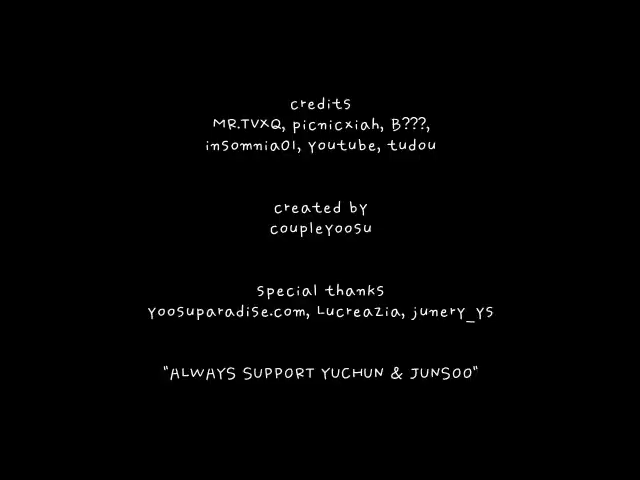 credits
MR.TVXQ, picnicxiah, B???,
insomnia01, youtube, tudou
created by
coupleyoosu
special thanks
yoosuparadise.com, Lucreazia, junery_ys
"ALWAYS SUPPORT YUCHUN & JUNSOO"